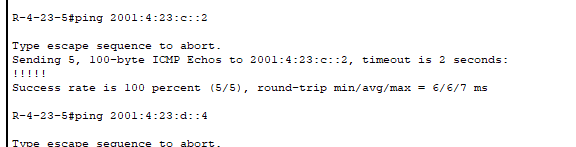 R-4-23-5#ping 2001:4:23:c::2
Type escape sequence to abort.
Sending 5, 100-byte ICMP Echos to 2001:4:23:c::2, timeout is 2 seconds:
!!!!!
Success rate is 100 percent (5/5), round-trip min/avg/max = 6/6/7 ms
R-4-23-5#ping 2001:4:23:d::4
Type escape sequence to abort.